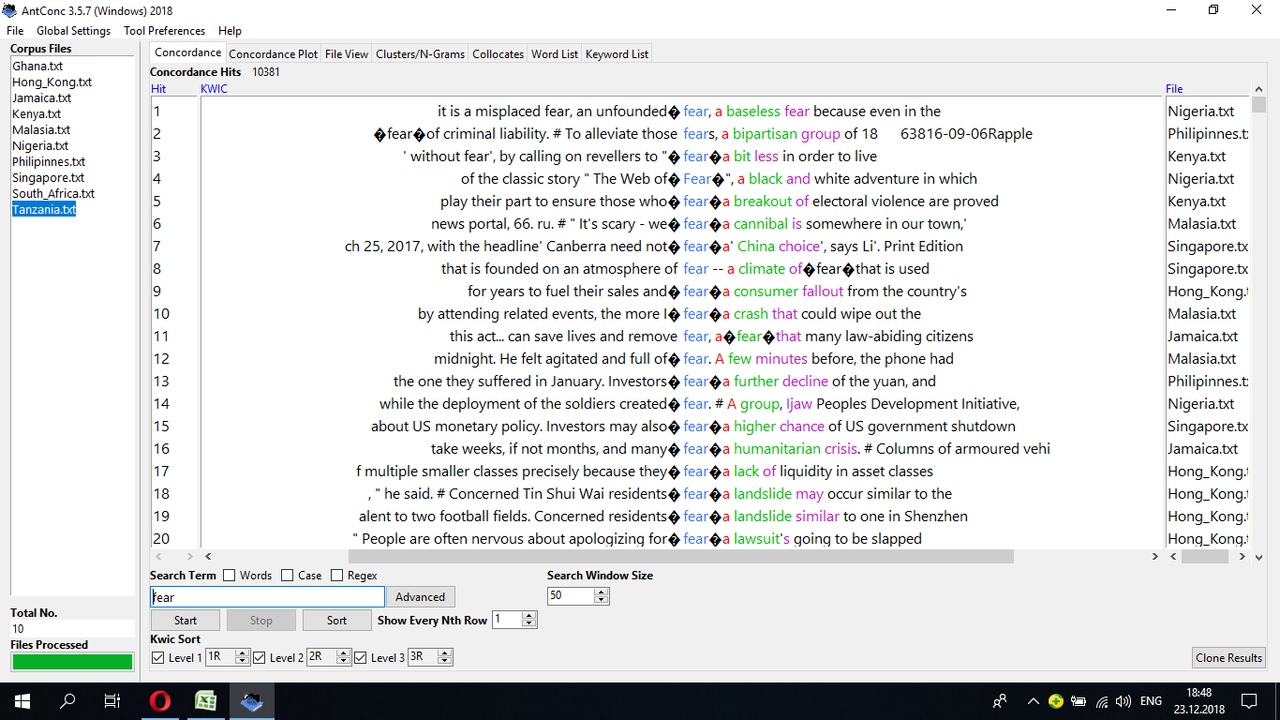 AntConc 3.5.7 (Windows) 2018
File Global Settings Tool Preferences Help
Corpus Files
Ghana.txt
Hong_Kong.txt
Jamaica.txt
Kenya.txt
Malasia.txt
Nigeria.txt
Philipinnes.txt
Singapore.txt
South_Africa.txt
Tanzania.txt
Total No.
10
Files Processed
Concordance Concordance Plot File View Clusters/N-Grams Collocates Word List Keyword List
Concordance Hits 10381
Hit KWIC File
1 it is misplaced fear, an unfounded� fear, a baseless fear because even in the Nigeria.txt
2 �fear�of criminal liability. # To alleviate those fears, a bipartisan group of 18 63816-09-06Rapple Philipinnes.t
3 ' without fear', by calling on revellers to "� fear�a bit less in order to live Kenya.txt
4 of the classic story " The Web of� Fear�", a black and white adventure in which Nigeria.txt
5 play their part to ensure those who� fear�a breakout of electoral violence are proved Kenya.txt
6 news portal, 66. ru. # " It's scary - we� fear�a cannibal is somewhere in our town,' Malasia.txt
7 ch 25, 2017, with the headline' Canberra need not� fear�a' China choice', says Li'. Print Edition Singapore.tx
8 that is founded on an atmosphere of fear -- a climate of�fear�that is used Singapore.tx
9 for years to fuel their sales and� fear�a consumer fallout from the country's Hong_Kong.t
10 by attending related events, the more I� fear�a crash that could wipe out the Malasia.txt
11 this act... can save lives and remove fear, a�fear�that many law-abiding citizens Jamaica.txt
12 midnight. He felt agitated and full of� fear. A few minutes before, the phone had Malasia.txt
13 the one they suffered in January. Investors� fear�a further decline of the yuan, and Philipinnes.t
14 while the deployment of the soldiers created� fear. # A group, Ijaw Peoples Development Initiative, Nigeria.txt
15 about US monetary policy. Investors may also� fear�a higher chance of US government shutdown Singapore.tx
16 take weeks, if not months, and many� fear�a humanitarian crisis. # Columns of armoured vehi Jamaica.txt
17 f multiple smaller classes precisely because they� fear�a lack of liquidity in asset classes Hong_Kong.t
18 , " he said. # Concerned Tin Shui Wai residents� fear�a landslide may occur similar to the Hong_Kong.t
19 alent to two football fields. Concerned residents� fear�a landslide similar to one in Shenzhen Hong_Kong.t
20 " People are often nervous about apologizing for� fear�a lawsuit's going to be slapped Hong_Kong.t
Search Term Words Case Regex Search Window Size
fear Advanced 50
Start Stop Sort Show Every Nth Row 1
Kwic Sort
Level 1 1R Level 2 2R Level 3 3R Clone Results
ENG 18:48
23.12.2018